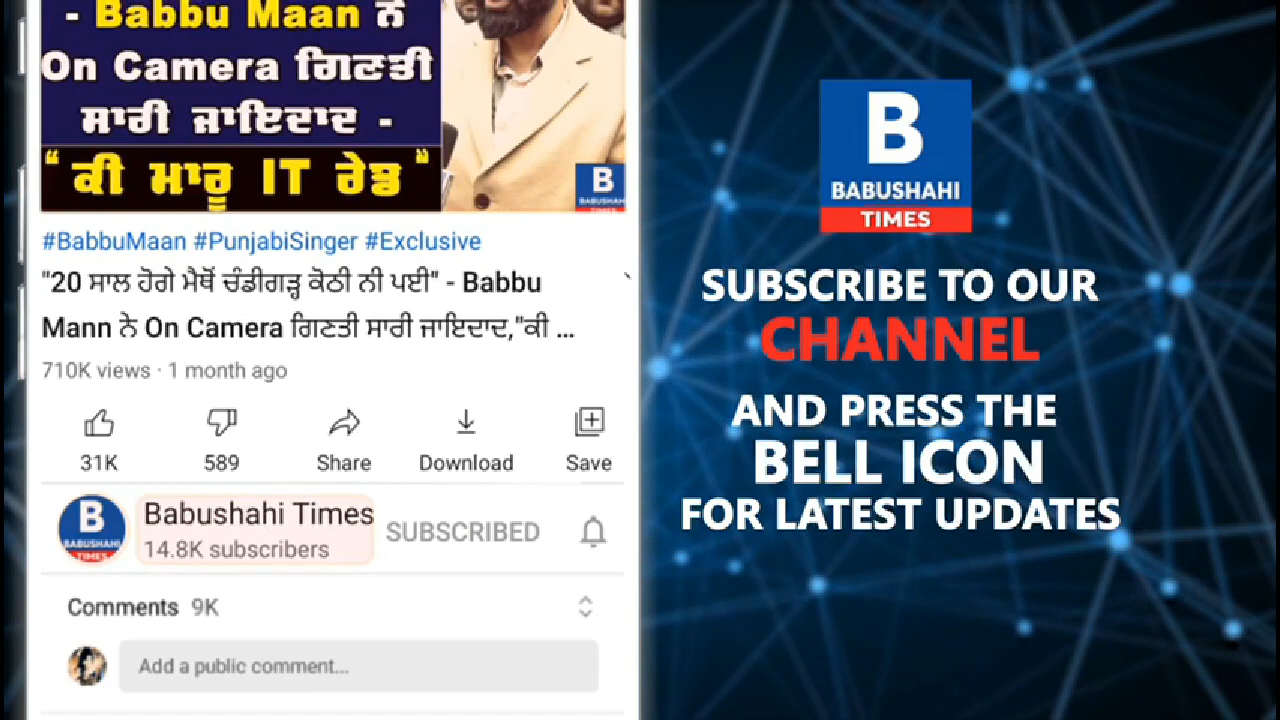 - Babbu Maan ਨੇ
On Camera ਗਿਣਤੀ
ਸਾਰੀ ਜਾਇਦਾਦ -
“ ਕੀ ਮਾਰੂ IT ਰੇਡ ”
B
BABUSHAHI
#BabbuMaan #PunjabiSinger #Exclusive
"20 ਸਾਲ ਹੋਗੇ ਮੈਥੋਂ ਚੰਡੀਗੜ੍ਹ ਕੋਠੀ ਨੀ ਪਈ" - Babbu
Mann ਨੇ On Camera ਗਿਣਤੀ ਸਾਰੀ ਜਾਇਦਾਦ,"ਕੀ ...
710K views · 1 month ago
31K 589 Share Download Save
B
BABUSHAHI
TIMES
Babushahi Times
14.8K subscribers
SUBSCRIBED
Comments 9K
Add a public comment...
B
BABUSHAHI
TIMES
SUBSCRIBE TO OUR
CHANNEL
AND PRESS THE
BELL ICON
FOR LATEST UPDATES